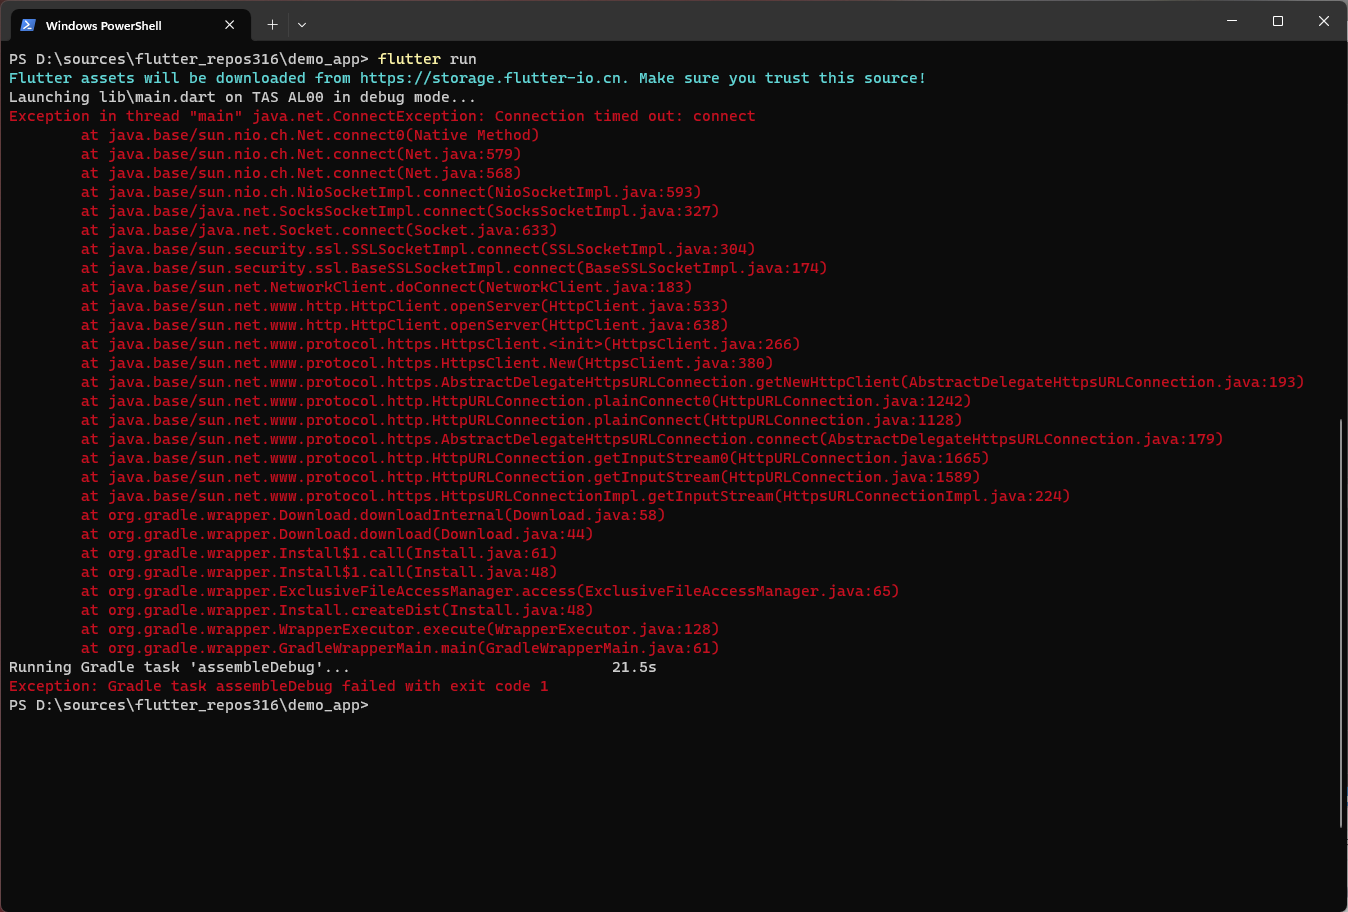 Windows PowerShell
PS D:\sources\flutter_repos316\demo_app> flutter run
Flutter assets will be downloaded from https://storage.flutter-io.cn. Make sure you trust this source!
Launching lib\main.dart on TAS AL00 in debug mode...
Exception in thread "main" java.net.ConnectException: Connection timed out: connect
        at java.base/sun.nio.ch.Net.connect0(Native Method)
        at java.base/sun.nio.ch.Net.connect(Net.java:579)
        at java.base/sun.nio.ch.Net.connect(Net.java:568)
        at java.base/sun.nio.ch.NioSocketImpl.connect(NioSocketImpl.java:593)
        at java.base/java.net.SocksSocketImpl.connect(SocksSocketImpl.java:327)
        at java.base/java.net.Socket.connect(Socket.java:633)
        at java.base/sun.security.ssl.SSLSocketImpl.connect(SSLSocketImpl.java:304)
        at java.base/sun.security.ssl.BaseSSLSocketImpl.connect(BaseSSLSocketImpl.java:174)
        at java.base/sun.net.NetworkClient.doConnect(NetworkClient.java:183)
        at java.base/sun.net.www.http.HttpClient.openServer(HttpClient.java:533)
        at java.base/sun.net.www.http.HttpClient.openServer(HttpClient.java:638)
        at java.base/sun.net.www.protocol.https.HttpsClient.<init>(HttpsClient.java:266)
        at java.base/sun.net.www.protocol.https.HttpsClient.New(HttpsClient.java:380)
        at java.base/sun.net.www.protocol.https.AbstractDelegateHttpsURLConnection.getNewHttpClient(AbstractDelegateHttpsURLConnection.java:193)
        at java.base/sun.net.www.protocol.http.HttpURLConnection.plainConnect0(HttpURLConnection.java:1242)
        at java.base/sun.net.www.protocol.http.HttpURLConnection.plainConnect(HttpURLConnection.java:1128)
        at java.base/sun.net.www.protocol.https.AbstractDelegateHttpsURLConnection.connect(AbstractDelegateHttpsURLConnection.java:179)
        at java.base/sun.net.www.protocol.http.HttpURLConnection.getInputStream0(HttpURLConnection.java:1665)
        at java.base/sun.net.www.protocol.http.HttpURLConnection.getInputStream(HttpURLConnection.java:1589)
        at java.base/sun.net.www.protocol.https.HttpsURLConnectionImpl.getInputStream(HttpsURLConnectionImpl.java:224)
        at org.gradle.wrapper.Download.downloadInternal(Download.java:58)
        at org.gradle.wrapper.Download.download(Download.java:44)
        at org.gradle.wrapper.Install$1.call(Install.java:61)
        at org.gradle.wrapper.Install$1.call(Install.java:48)
        at org.gradle.wrapper.ExclusiveFileAccessManager.access(ExclusiveFileAccessManager.java:65)
        at org.gradle.wrapper.Install.createDist(Install.java:48)
        at org.gradle.wrapper.WrapperExecutor.execute(WrapperExecutor.java:128)
        at org.gradle.wrapper.GradleWrapperMain.main(GradleWrapperMain.java:61)
Running Gradle task 'assembleDebug'...                             21.5s
Exception: Gradle task assembleDebug failed with exit code 1
PS D:\sources\flutter_repos316\demo_app>